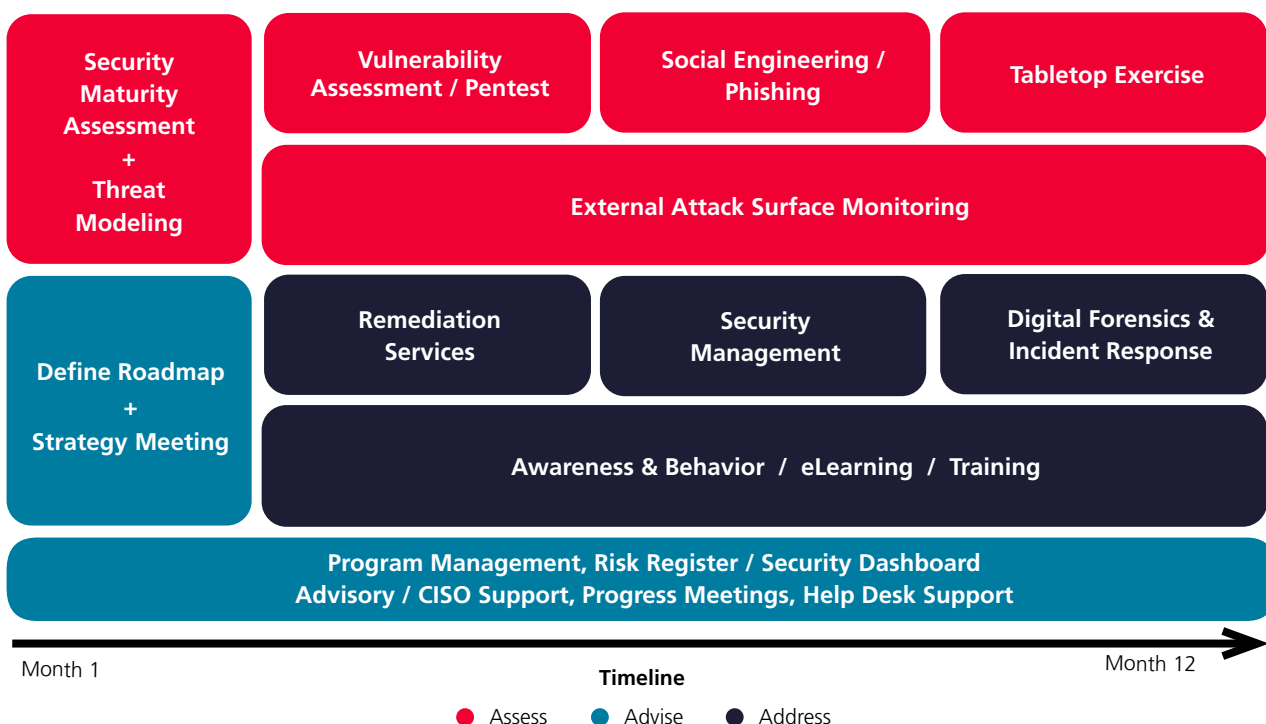 Security
Maturity
Assessment
+
Threat
Modeling
Vulnerability
Assessment / Pentest
Social Engineering /
Phishing
Tabletop Exercise
External Attack Surface Monitoring
Define Roadmap
+
Strategy Meeting
Remediation
Services
Security
Management
Digital Forensics &
Incident Response
Awareness & Behavior / eLearning / Training
Program Management, Risk Register / Security Dashboard
Advisory / CISO Support, Progress Meetings, Help Desk Support
Month 1
Timeline
Month 12
Assess
Advise
Address